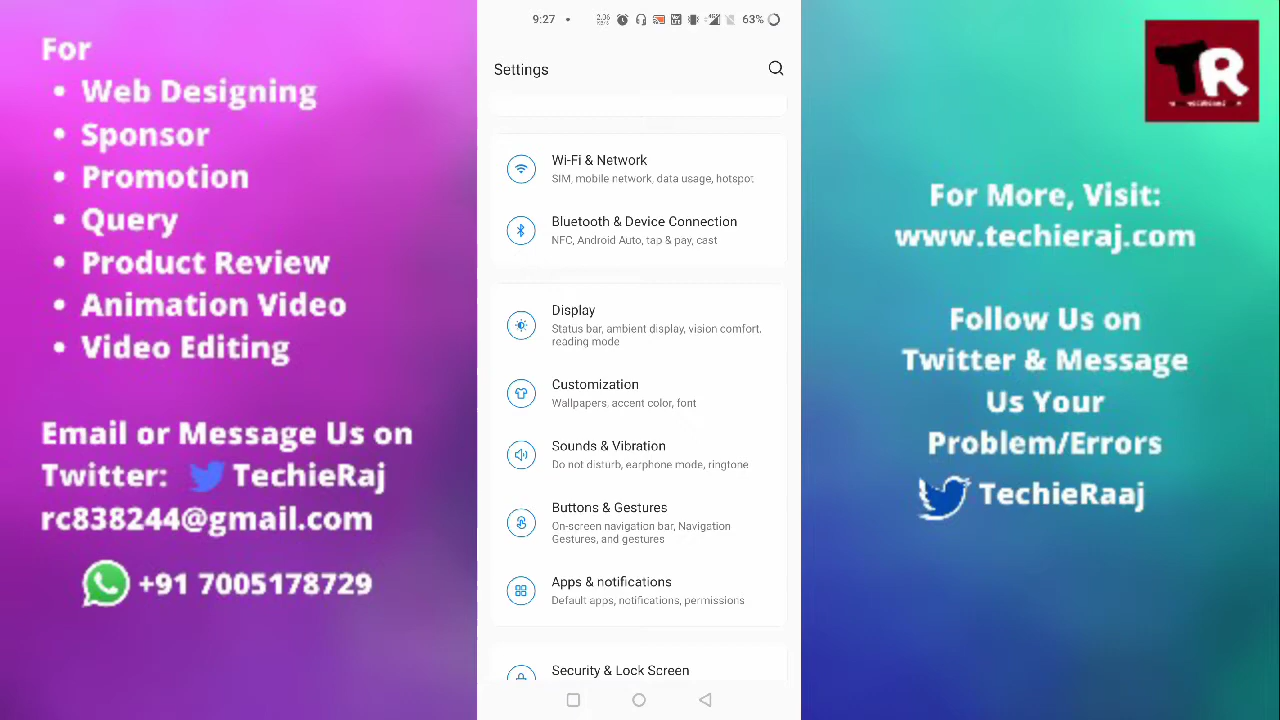 For
• Web Designing
• Sponsor
• Promotion
• Query
• Product Review
• Animation Video
• Video Editing
Email or Message Us on
Twitter: TechieRaj
rc838244@gmail.com
+91 7005178729
9:27
63%
Settings
Wi-Fi & Network
SIM, mobile network, data usage, hotspot
Bluetooth & Device Connection
NFC, Android Auto, tap & pay, cast
Display
Status bar, ambient display, vision comfort,
reading mode
Customization
Wallpapers, accent color, font
Sounds & Vibration
Do not disturb, earphone mode, ringtone
Buttons & Gestures
On-screen navigation bar, Navigation
Gestures, and gestures
Apps & notifications
Default apps, notifications, permissions
Security & Lock Screen
TR
For More, Visit:
www.techieraj.com
Follow Us on
Twitter & Message
Us Your
Problem/Errors
TechieRaaj